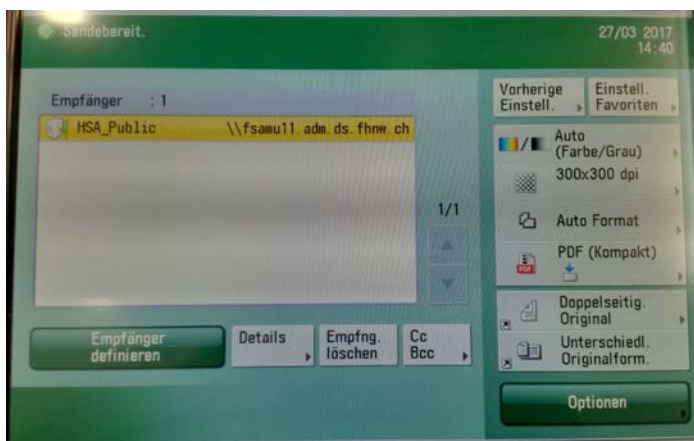 Sendebereit.
27/03 2017
14:40
Empfänger : 1
HSA_Public \\fsamu11.adm.ds.fhnw.ch
1/1
Empfänger
definieren
Details
Empfng.
löschen
Cc
Bcc
Vorherige
Einstell.
Einstell.
Favoriten
Auto
(Farbe/Grau)
300x300 dpi
Auto Format
PDF
PDF (Kompakt)
Doppelseitig.
Original
Unterschiedl.
Originalform.
Optionen